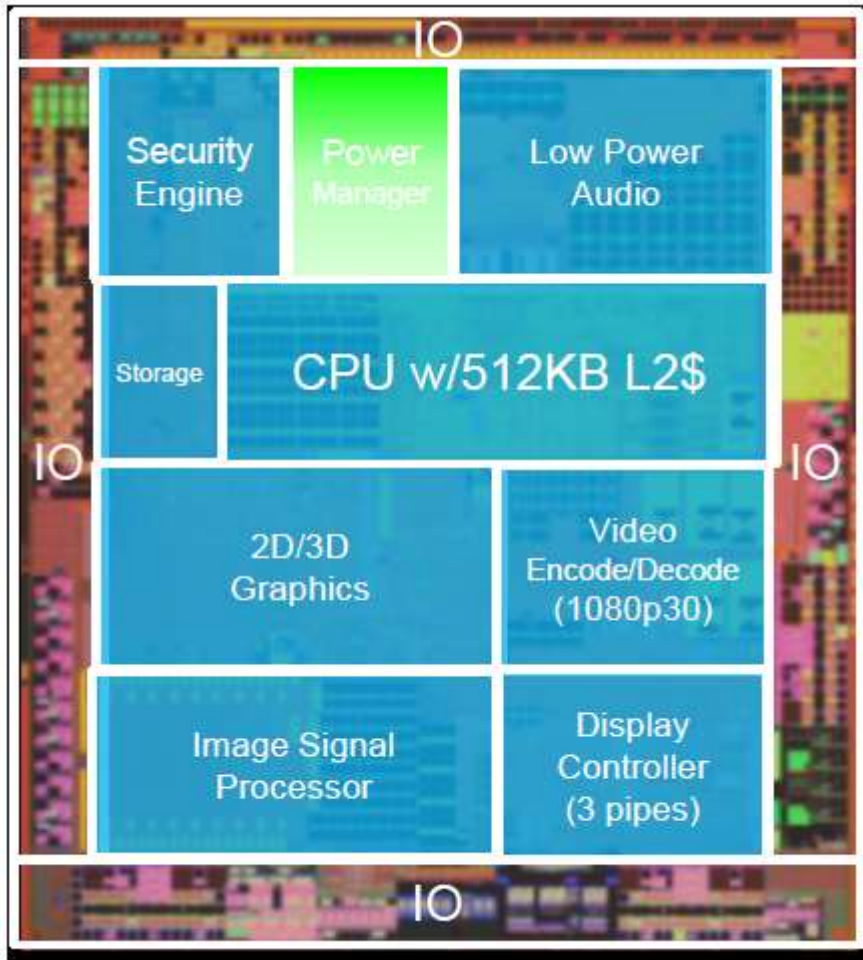 IO
Security
Engine
Power
Manager
Low Power
Audio
Storage
CPU w/512KB L2$
IO
IO
2D/3D
Graphics
Video
Encode/Decode
(1080p30)
Image Signal
Processor
Display
Controller
(3 pipes)
IO